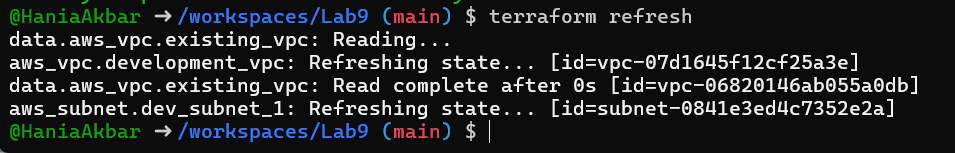 @HaniaAkbar ➜ /workspaces/Lab9 (main) $ terraform refresh
data.aws_vpc.existing_vpc: Reading...
aws_vpc.development_vpc: Refreshing state... [id=vpc-07d1645f12cf25a3e]
data.aws_vpc.existing_vpc: Read complete after 0s [id=vpc-06820146ab055a0db]
aws_subnet.dev_subnet_1: Refreshing state... [id=subnet-0841e3ed4c7352e2a]
@HaniaAkbar ➜ /workspaces/Lab9 (main) $